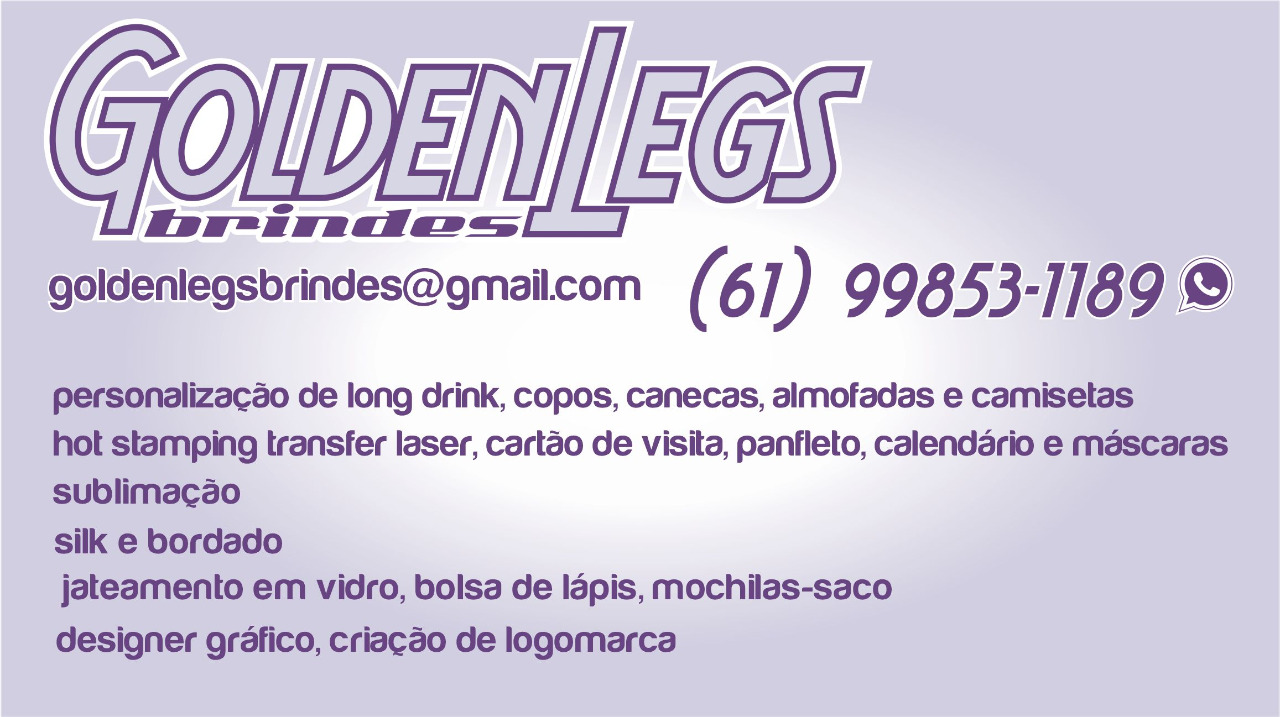 GOLDENLEGS
brindes
goldenlegsbrindes@gmail.com (61) 99853-1189
personalização de long drink, copos, canecas, almofadas e camisetas
hot stamping transfer laser, cartão de visita, panfleto, calendário e máscaras
sublimação
silk e bordado
jateamento em vidro, bolsa de lápis, mochilas-saco
designer gráfico, criação de logomarca